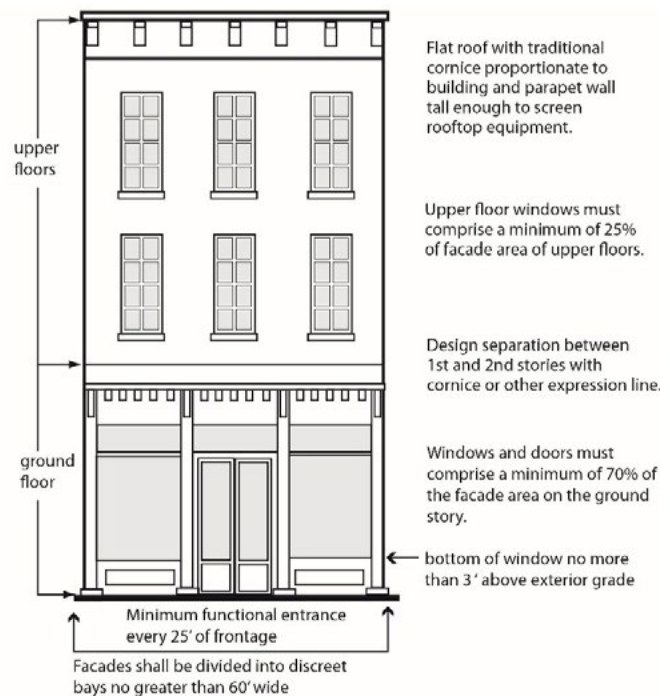 Flat roof with traditional
cornice proportionate to
building and parapet wall
tall enough to screen
rooftop equipment.
upper
floors
Upper floor windows must
comprise a minimum of 25%
of facade area of upper floors.
Design separation between
1st and 2nd stories with
cornice or other expression line.
ground
floor
Windows and doors must
comprise a minimum of 70% of
the facade area on the ground
story.
bottom of window no more
than 3' above exterior grade
Minimum functional entrance
every 25' of frontage
Facades shall be divided into discreet
bays no greater than 60' wide